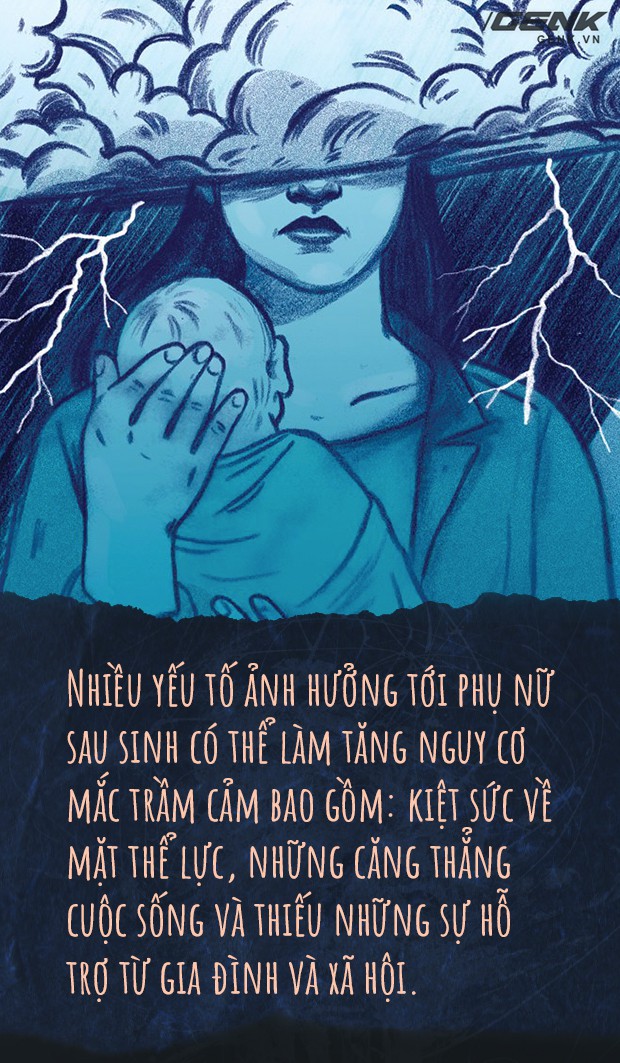 GENK
GENK.VN
NHIỀU YẾU TỐ ẢNH HƯỞNG TỚI PHỤ NỮ
SAU SINH CÓ THỂ LÀM TĂNG NGUY CƠ
MẮC TRẦM CẢM BAO GỒM: KIỆT SỨC VỀ
MẶT THỂ LỰC, NHỮNG CĂNG THẲNG
CUỘC SỐNG VÀ THIẾU NHỮNG SỰ HỖ
TRỢ TỪ GIA ĐÌNH VÀ XÃ HỘI.